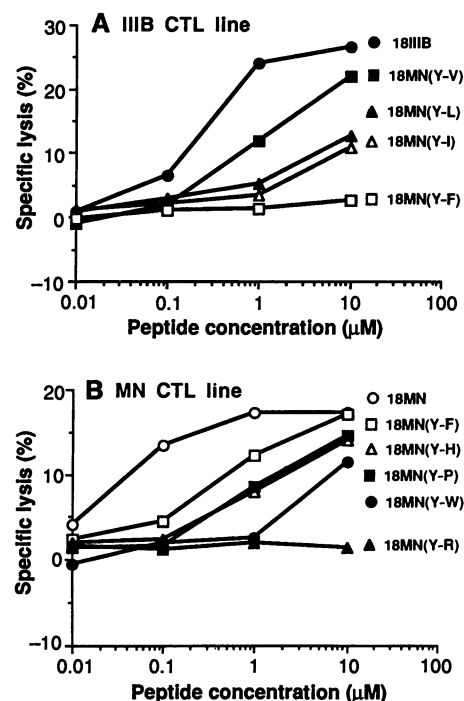 A IIIB CTL line
30
20
10
0
−10
Specific lysis (%)
0.01 0.1 1 10 100
Peptide concentration (μM)
18IIIB
18MN(Y–V)
18MN(Y–L)
18MN(Y–I)
18MN(Y–F)
B MN CTL line
20
10
0
−10
Specific lysis (%)
0.01 0.1 1 10 100
Peptide concentration (μM)
18MN
18MN(Y–F)
18MN(Y–H)
18MN(Y–P)
18MN(Y–W)
18MN(Y–R)